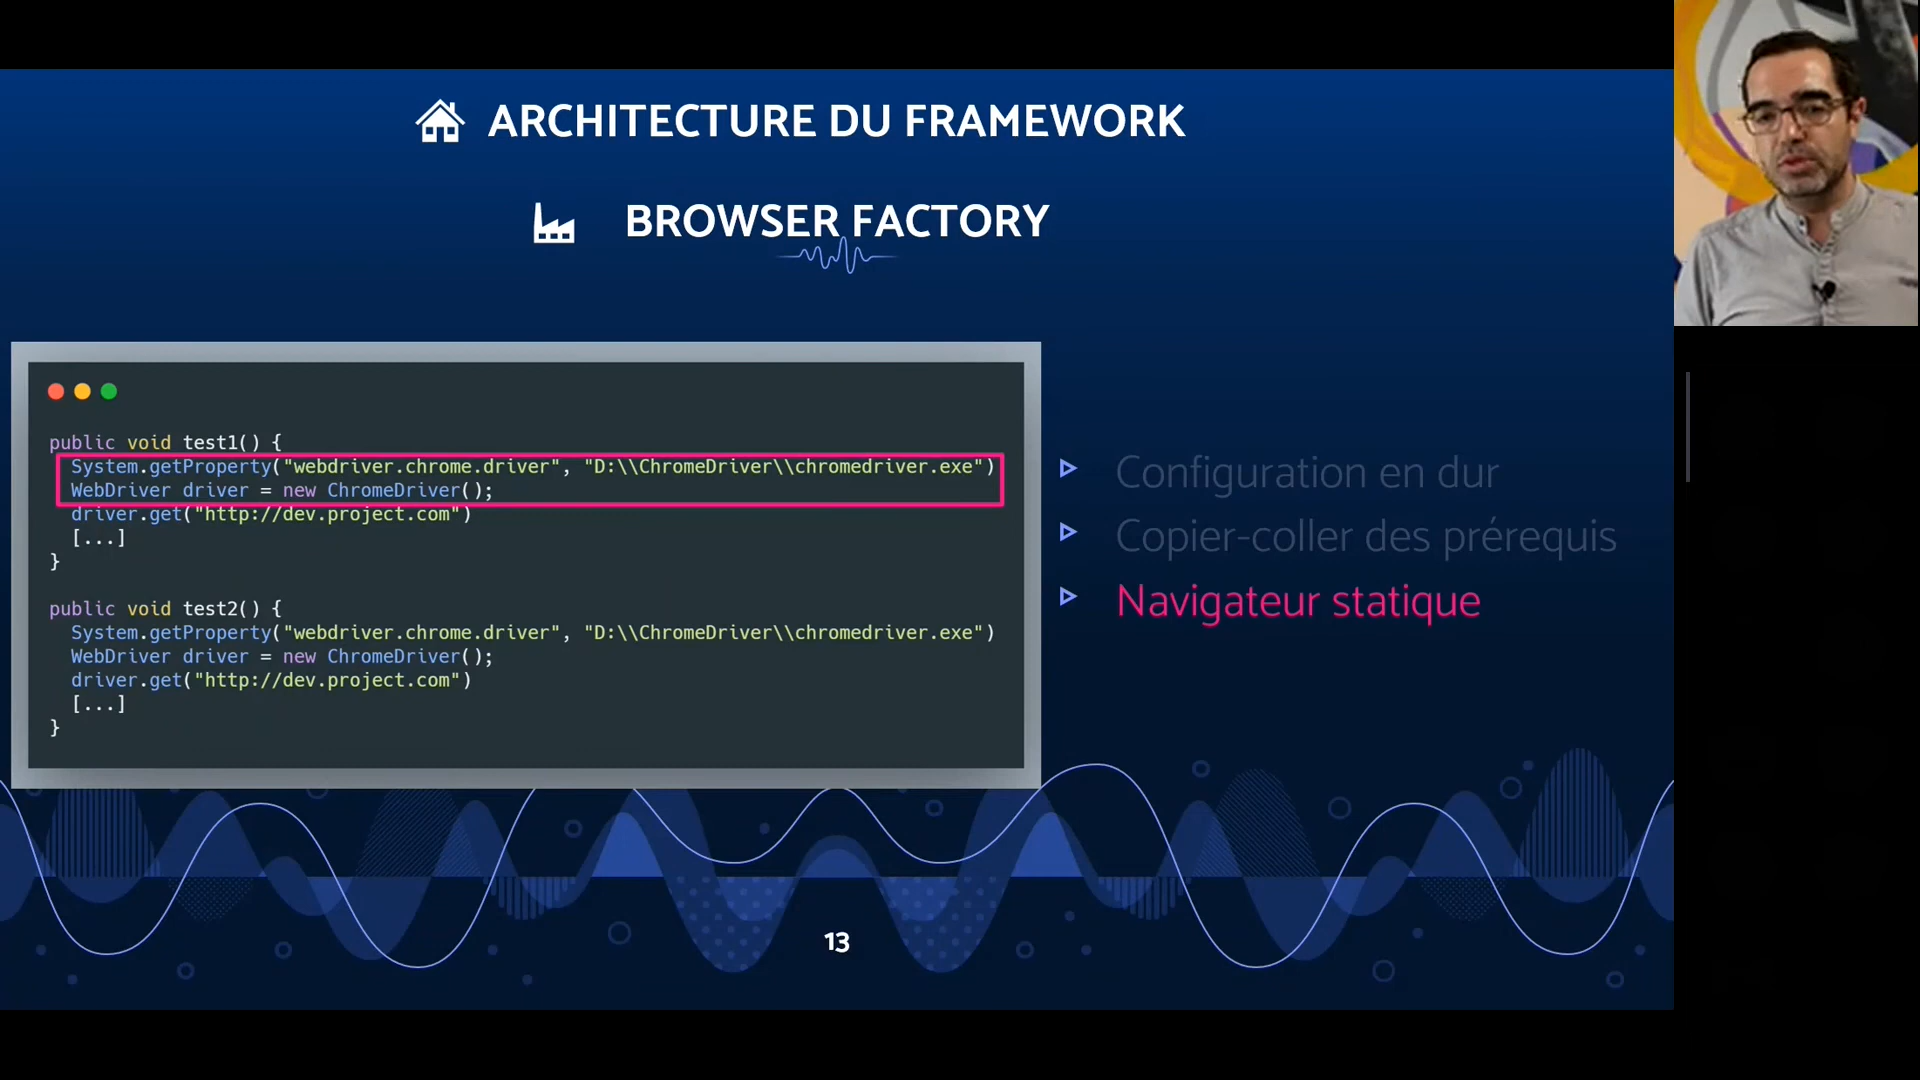 ARCHITECTURE DU FRAMEWORK
BROWSER FACTORY
public void test1() {
System.getProperty("webdriver.chrome.driver", "D:\\ChromeDriver\\chromedriver.exe")
WebDriver driver = new ChromeDriver();
driver.get("http://dev.project.com")
[...]
}
public void test2() {
System.getProperty("webdriver.chrome.driver", "D:\\ChromeDriver\\chromedriver.exe")
WebDriver driver = new ChromeDriver();
driver.get("http://dev.project.com")
[...]
}
Configuration en dur
Copier-coller des prérequis
Navigateur statique
13